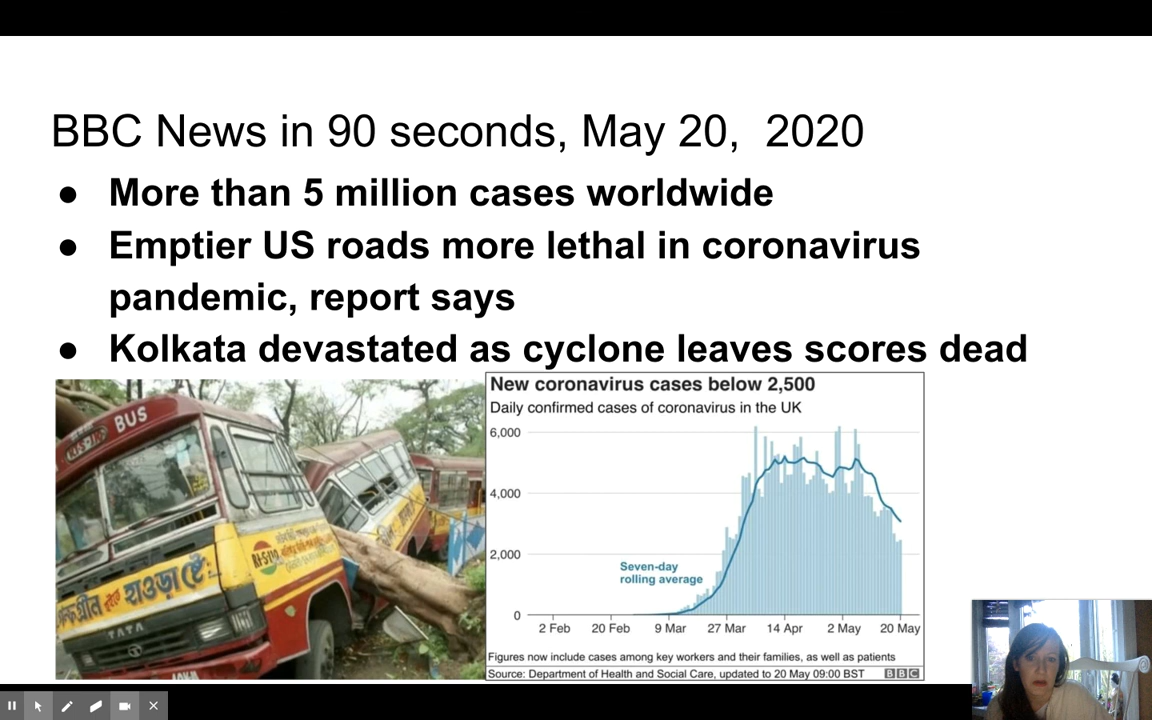 BBC News in 90 seconds, May 20, 2020
● More than 5 million cases worldwide
● Emptier US roads more lethal in coronavirus
pandemic, report says
● Kolkata devastated as cyclone leaves scores dead
BUS
হাওড়া
TATA
New coronavirus cases below 2,500
Daily confirmed cases of coronavirus in the UK
6,000
4,000
2,000
0
Seven-day
rolling average
2 Feb 20 Feb 9 Mar 27 Mar 14 Apr 2 May 20 May
Figures now include cases among key workers and their families, as well as patients
Source: Department of Health and Social Care, updated to 20 May 09:00 BST BBC